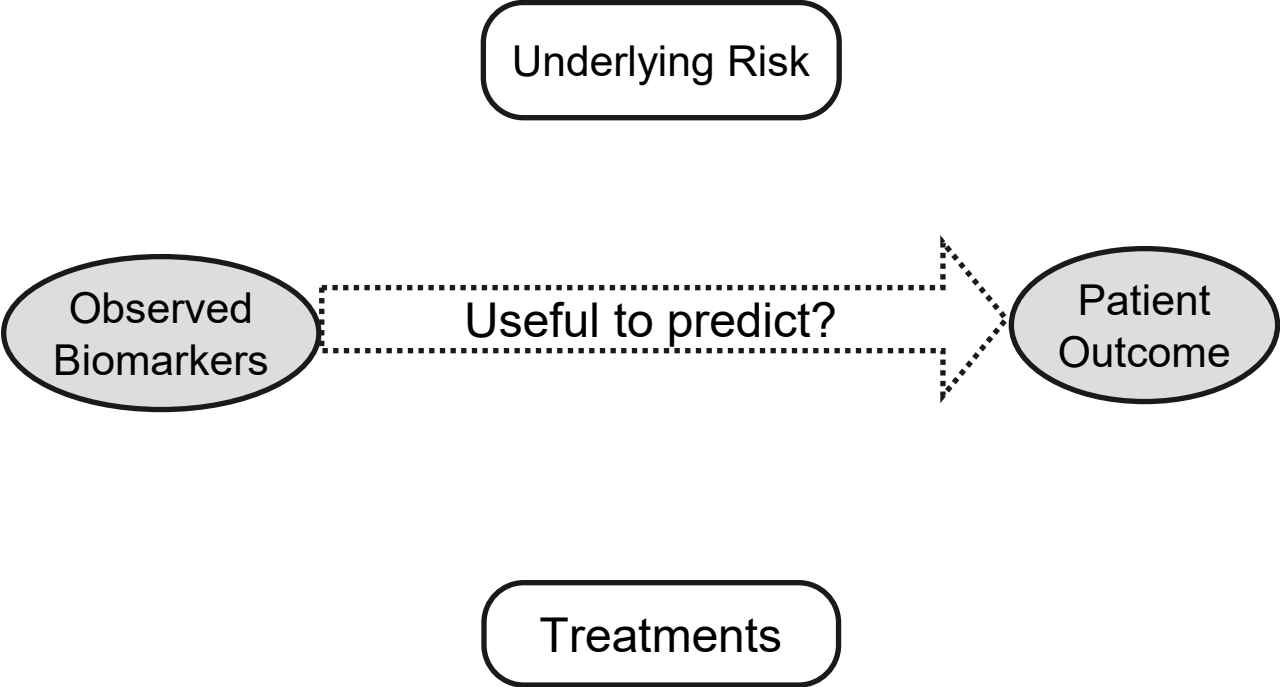 Underlying Risk
Observed
Biomarkers
Useful to predict?
Patient
Outcome
Treatments